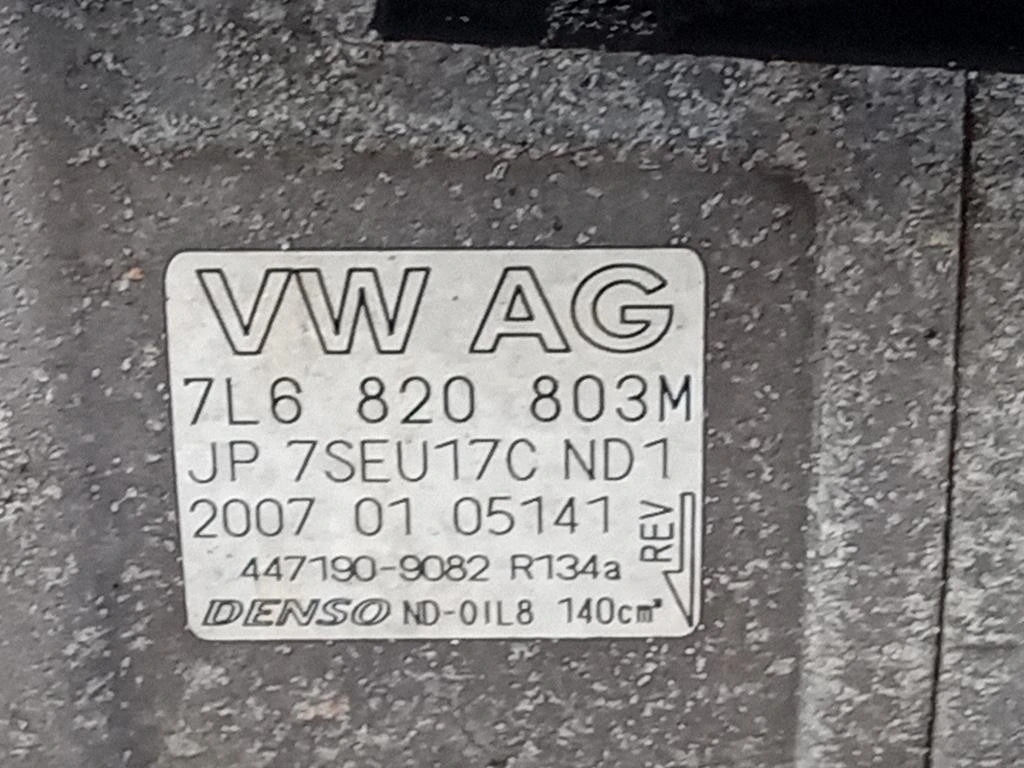 VW AG
7L6 820 803M
JP 7SEU17C ND1
2007 01 05141
REV
447190-9082 R134a
DENSO ND-OIL8 140cm³